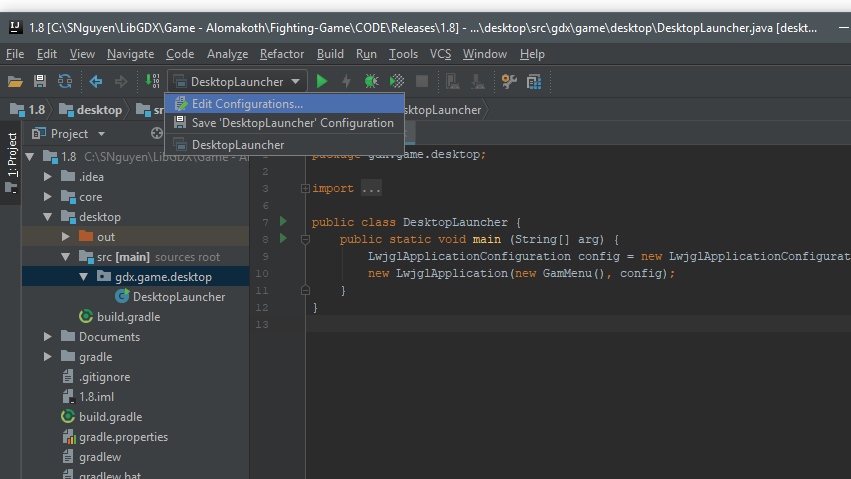 1.8 [C:\SNguyen\LibGDX\Game - Alomakoth\Fighting-Game\CODE\Releases\1.8] - ...\desktop\src\gdx\game\desktop\DesktopLauncher.java [deskt...
File Edit View Navigate Code Analyze Refactor Build Run Tools VCS Window Help
DesktopLauncher
1.8 desktop sr
sktopLauncher
Edit Configurations...
Save 'DesktopLauncher' Configuration
DesktopLauncher
1: Project
Project
1.8 C:\SNguyen\LibGDX\Game - A
.idea
core
desktop
out
src [main] sources root
gdx.game.desktop
DesktopLauncher
build.gradle
Documents
gradle
.gitignore
1.8.iml
build.gradle
gradle.properties
gradlew
gradlew.bat
1 package gdx.game.desktop;
2
3 import ...
6
7 public class DesktopLauncher {
8 public static void main (String[] arg) {
9 LwjglApplicationConfiguration config = new LwjglApplicationConfigurat
10 new LwjglApplication(new GamMenu(), config);
11 }
12 }
13